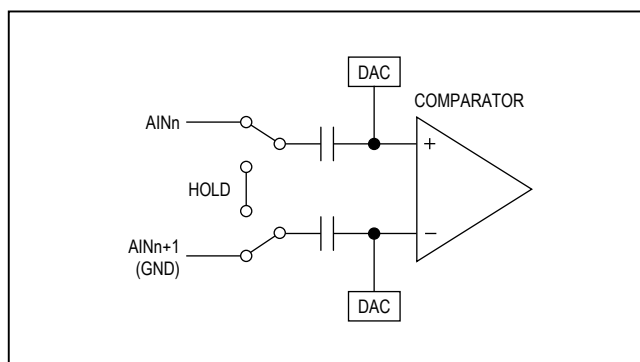 DAC
COMPARATOR
AINn
+
HOLD
AINn+1
(GND)
−
DAC